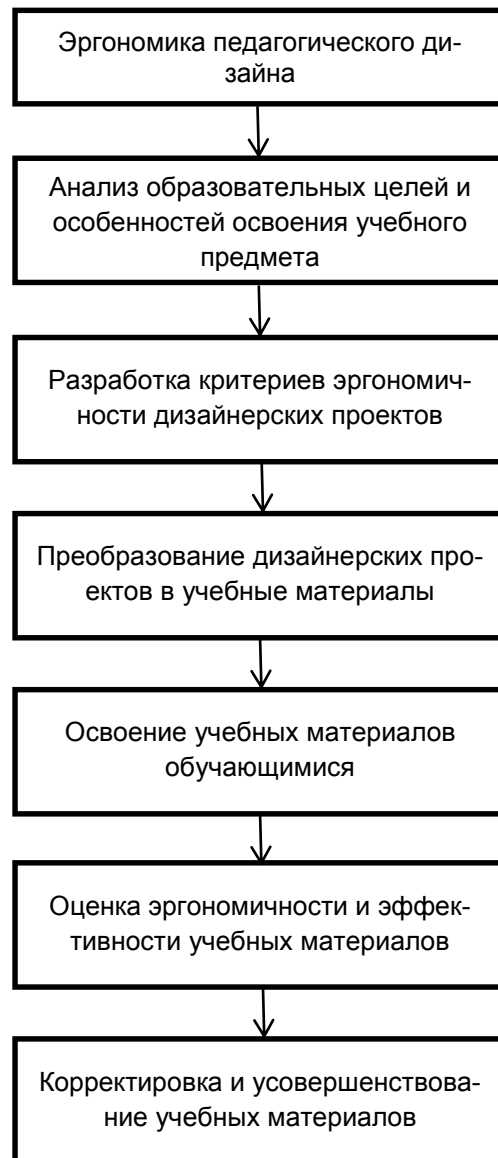 Эргономика педагогического ди-
зайна
Анализ образовательных целей и
особенностей освоения учебного
предмета
Разработка критериев эргономич-
ности дизайнерских проектов
Преобразование дизайнерских про-
ектов в учебные материалы
Освоение учебных материалов
обучающимися
Оценка эргономичности и эффек-
тивности учебных материалов
Корректировка и усовершенствова-
ние учебных материалов